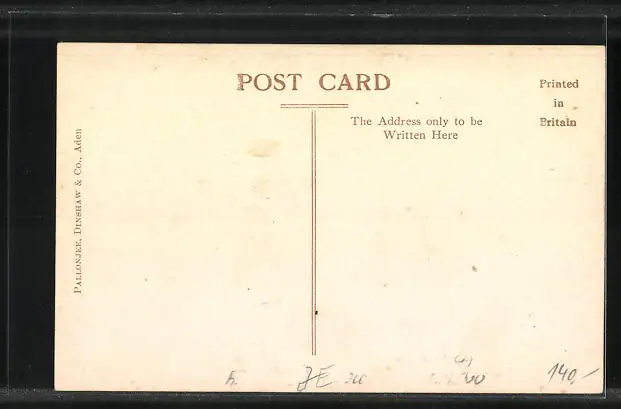 POST CARD
Printed
in
Britain
The Address only to be
Written Here
PALLONJEE, DINSHAW & Co., Aden
140,–